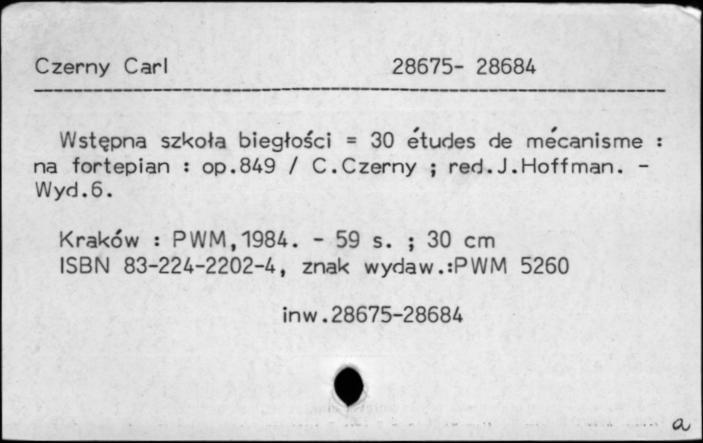 Czerny Carl 28675- 28684
Wstępna szkoła biegłości = 30 études de mécanisme :
na fortepian : op.849 / C.Czerny ; red.J.Hoffman. -
Wyd.6.
Kraków : PWM,1984. - 59 s. ; 30 cm
ISBN 83-224-2202-4, znak wydaw.:PWM 5260
inw.28675-28684
a